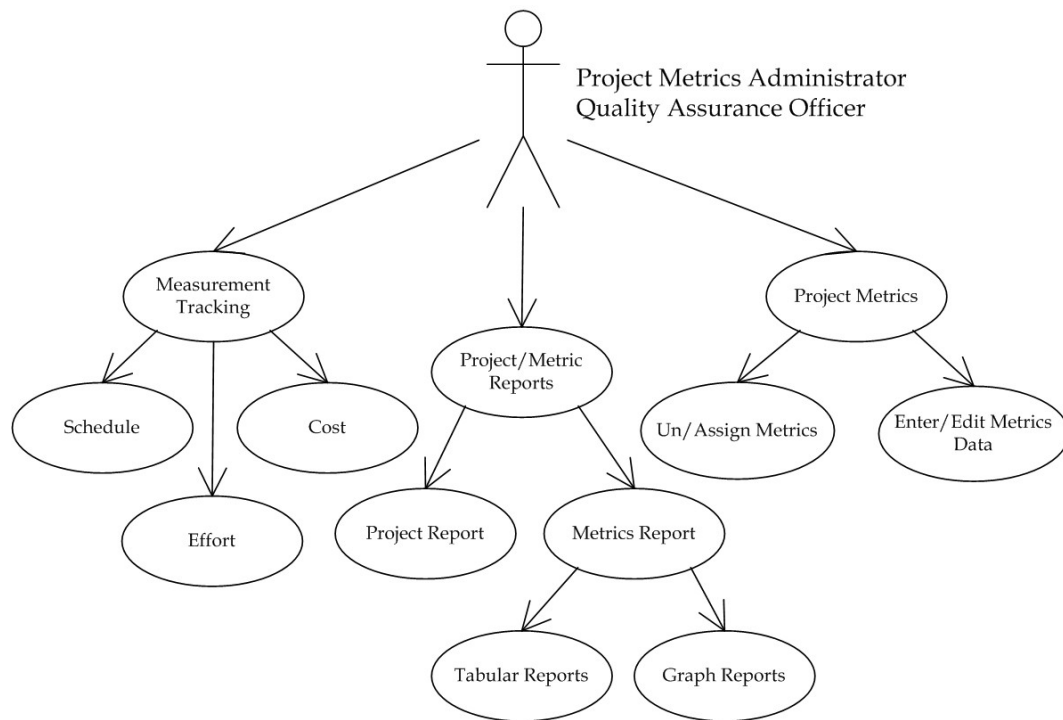 Project Metrics Administrator
Quality Assurance Officer
Measurement
Tracking
Project Metrics
Project/Metric
Reports
Schedule
Cost
Un/Assign Metrics
Enter/Edit Metrics
Data
Effort
Project Report
Metrics Report
Tabular Reports
Graph Reports